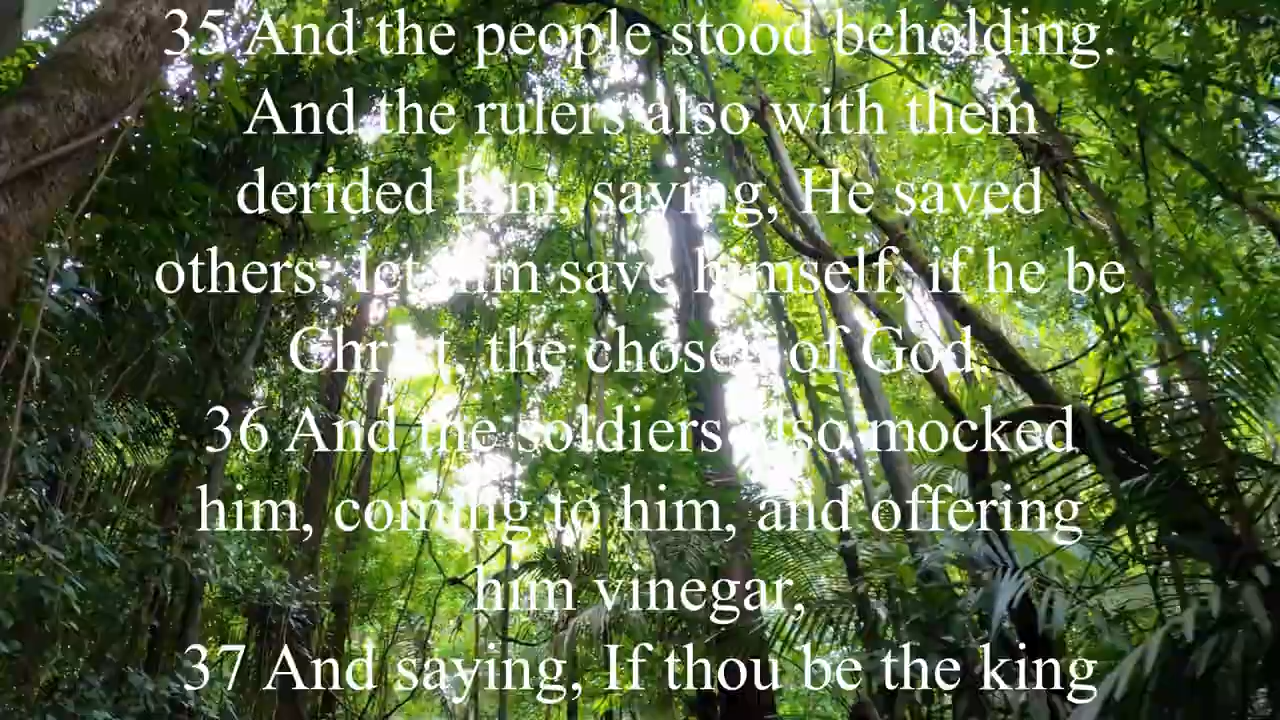 35 And the people stood beholding.
And the rulers also with them
derided him, saying, He saved
others; let him save himself, if he be
Christ, the chosen of God.
36 And the soldiers also mocked
him, coming to him, and offering
him vinegar,
37 And saying, If thou be the king